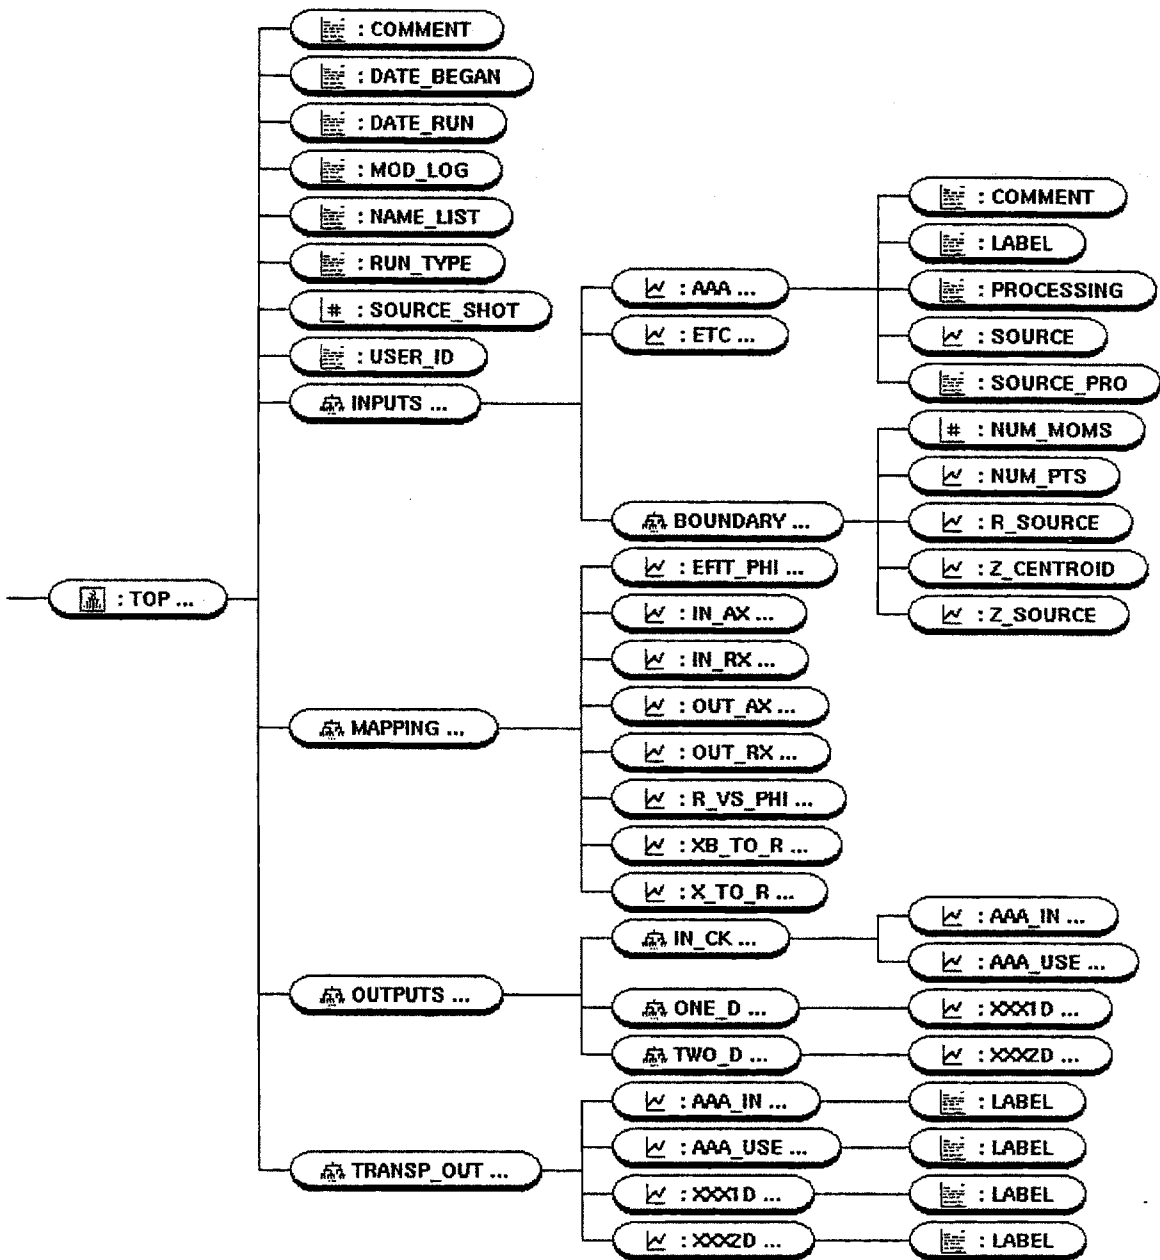 : COMMENT
: DATE_BEGAN
: DATE_RUN
: MOD_LOG
: NAME_LIST
: RUN_TYPE
# : SOURCE_SHOT
: USER_ID
INPUTS ...
: AAA ...
: ETC ...
: COMMENT
: LABEL
: PROCESSING
: SOURCE
: SOURCE_PRO
BOUNDARY ...
# : NUM_MOMS
: NUM_PTS
: R_SOURCE
: Z_CENTROID
: Z_SOURCE
: TOP ...
MAPPING ...
: EFIT_PHI ...
: IN_AX ...
: IN_RX ...
: OUT_AX ...
: OUT_RX ...
: R_VS_PHI ...
: XB_TO_R ...
: X_TO_R ...
OUTPUTS ...
IN_CK ...
: AAA_IN ...
: AAA_USE ...
ONE_D ...
: XXX1D ...
TWO_D ...
: XXX2D ...
TRANSP_OUT ...
: AAA_IN ...
: LABEL
: AAA_USE ...
: LABEL
: XXX1D ...
: LABEL
: XXX2D ...
: LABEL